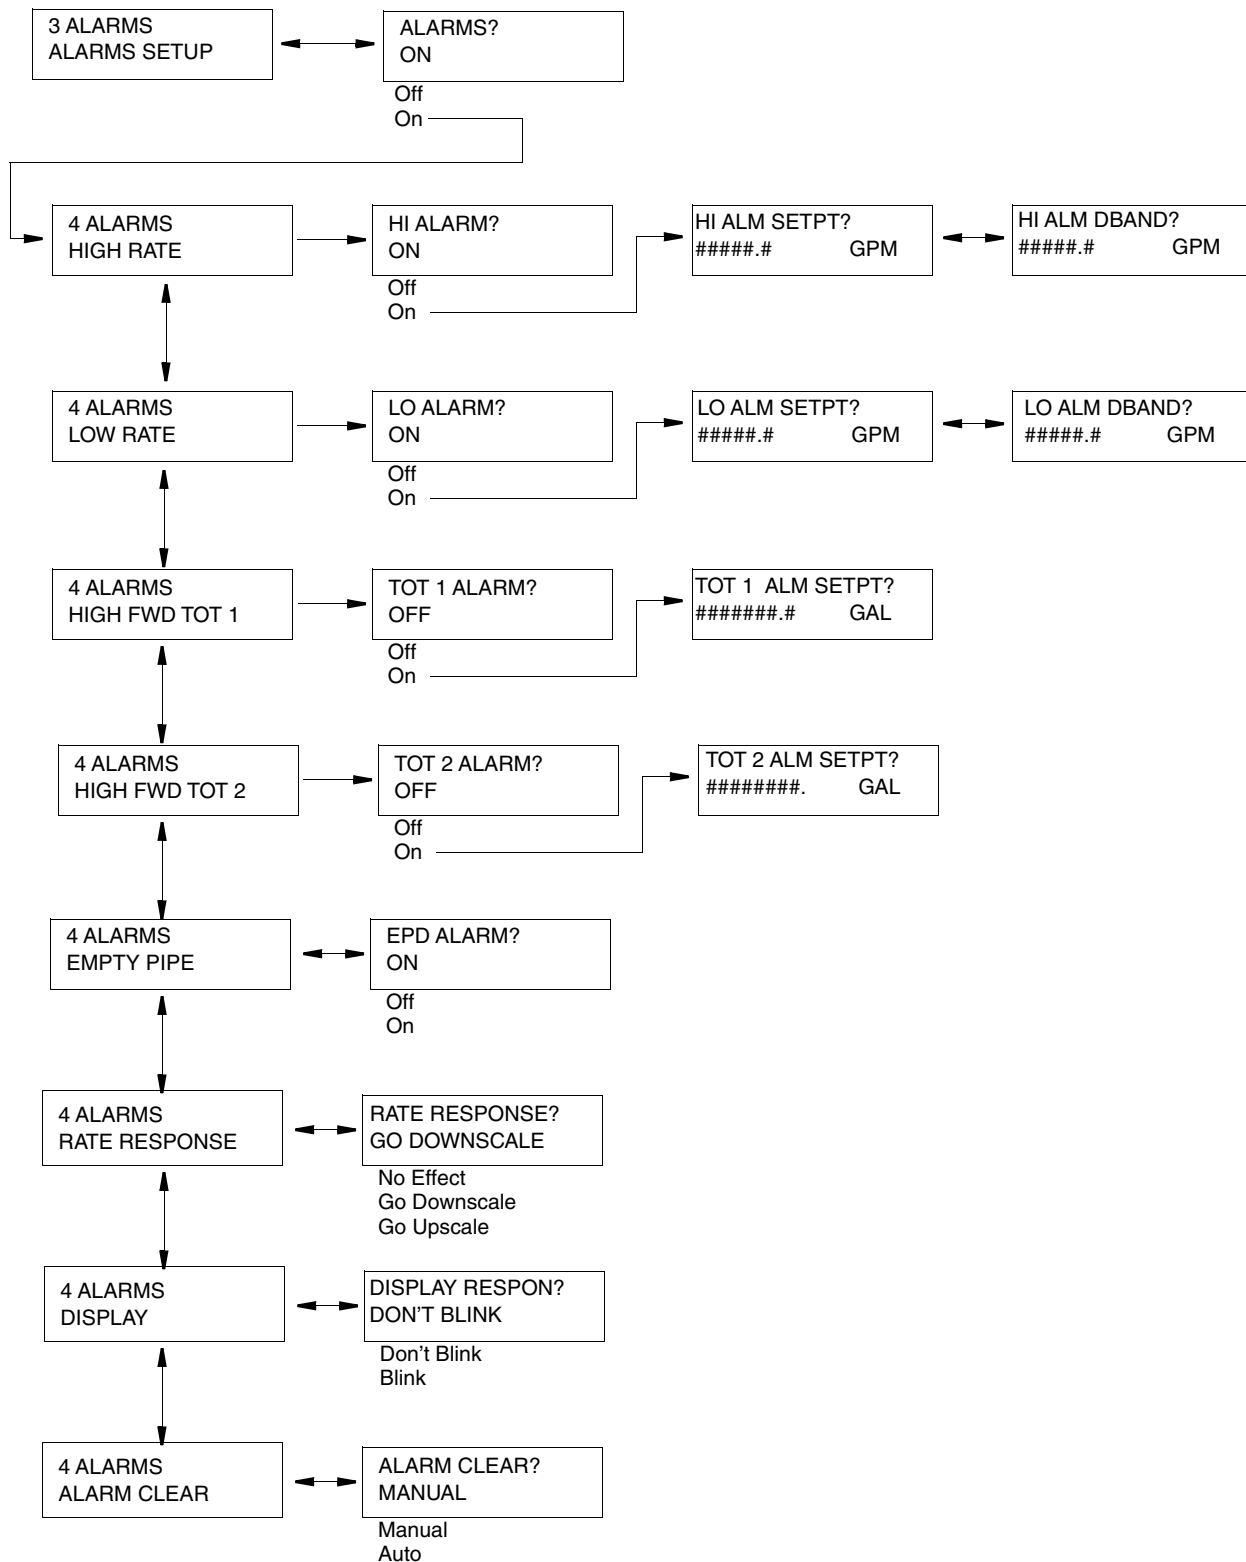 3 ALARMS
ALARMS SETUP
ALARMS?
ON
Off
On
4 ALARMS
HIGH RATE
HI ALARM?
ON
Off
On
HI ALM SETPT?
#####.# GPM
HI ALM DBAND?
#####.# GPM
4 ALARMS
LOW RATE
LO ALARM?
ON
Off
On
LO ALM SETPT?
#####.# GPM
LO ALM DBAND?
#####.# GPM
4 ALARMS
HIGH FWD TOT 1
TOT 1 ALARM?
OFF
Off
On
TOT 1 ALM SETPT?
#######.# GAL
4 ALARMS
HIGH FWD TOT 2
TOT 2 ALARM?
OFF
Off
On
TOT 2 ALM SETPT?
########. GAL
4 ALARMS
EMPTY PIPE
EPD ALARM?
ON
Off
On
4 ALARMS
RATE RESPONSE
RATE RESPONSE?
GO DOWNSCALE
No Effect
Go Downscale
Go Upscale
4 ALARMS
DISPLAY
DISPLAY RESPON?
DON'T BLINK
Don't Blink
Blink
4 ALARMS
ALARM CLEAR
ALARM CLEAR?
MANUAL
Manual
Auto